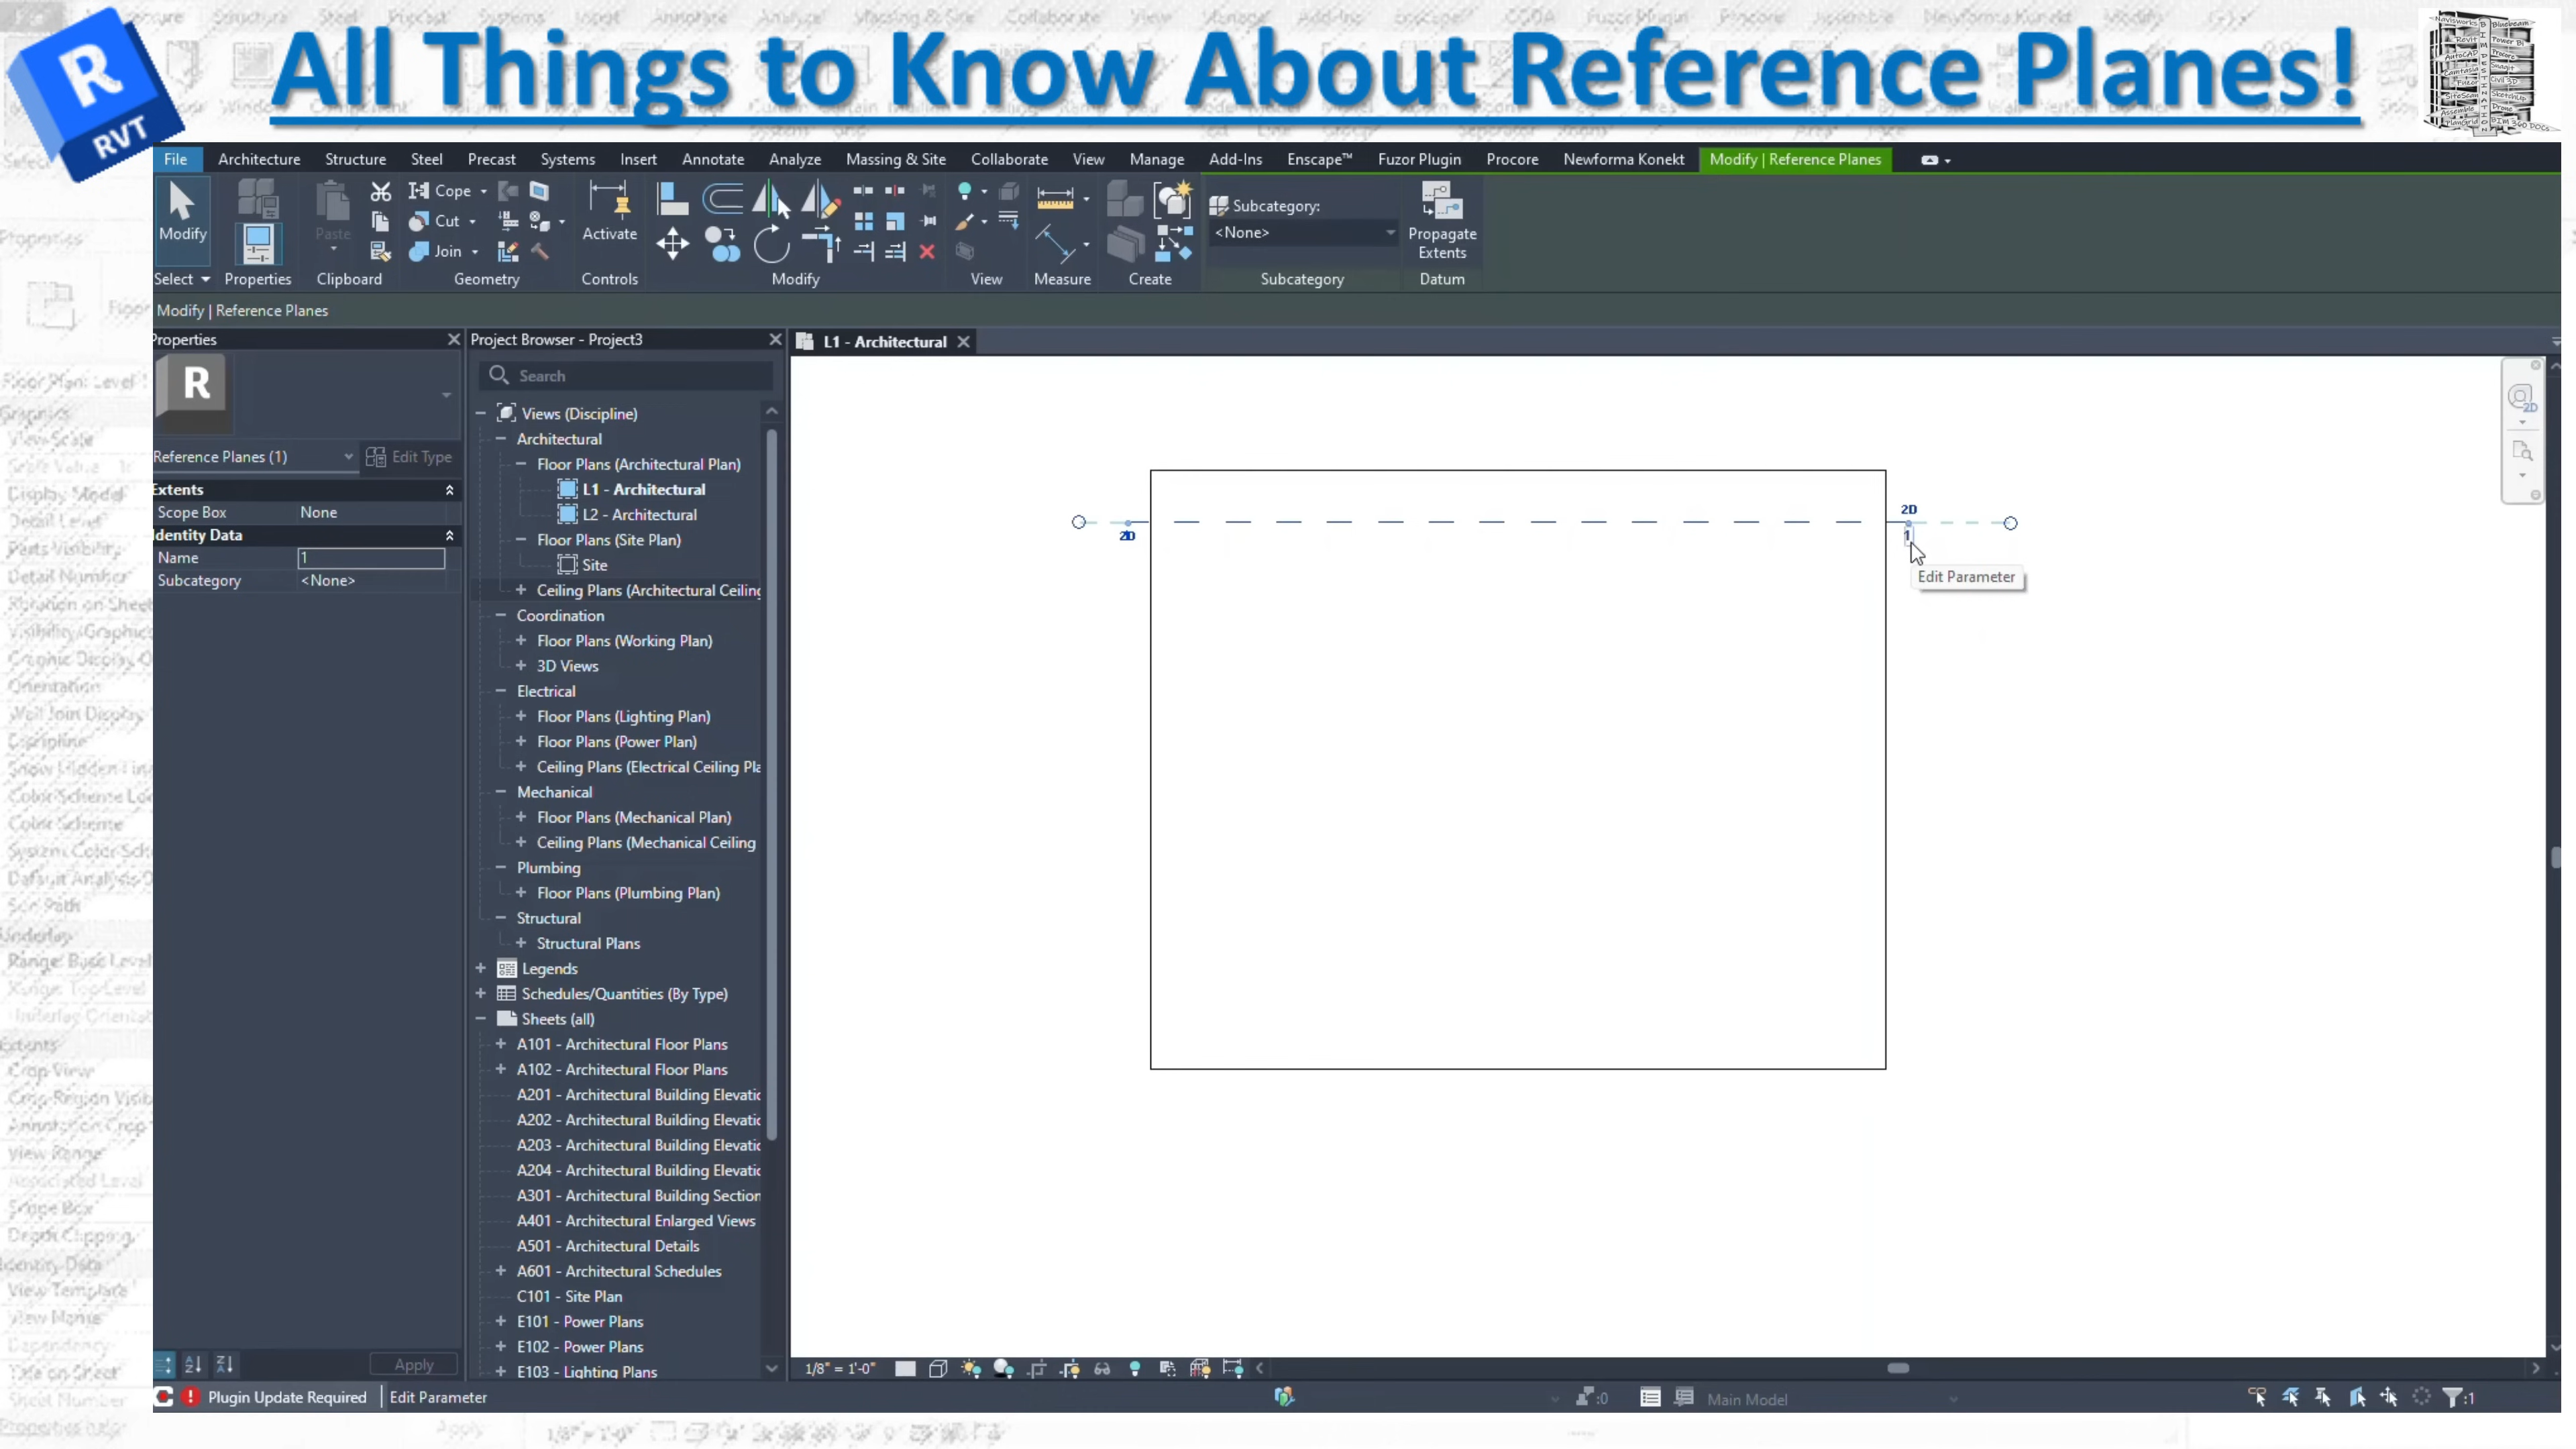 All Things to Know About Reference Planes!
R
RVT
File Architecture Structure Steel Precast Systems Insert Annotate Analyze Massing & Site Collaborate View Manage Add-Ins Enscape™ Fuzor Plugin Procore Newforma Konekt Modify | Reference Planes
Cope
Subcategory:
Modify Paste Cut Activate <None> Propagate
Join Extents
Select Properties Clipboard Geometry Controls Modify View Measure Create Subcategory Datum
Modify | Reference Planes
Properties
R
Reference Planes (1) Edit Type
Extents
Scope Box None
Identity Data
Name 1
Subcategory <None>
Apply
Project Browser - Project3
Search
Views (Discipline)
Architectural
Floor Plans (Architectural Plan)
L1 - Architectural
L2 - Architectural
Floor Plans (Site Plan)
Site
Ceiling Plans (Architectural Ceiling
Coordination
Floor Plans (Working Plan)
3D Views
Electrical
Floor Plans (Lighting Plan)
Floor Plans (Power Plan)
Ceiling Plans (Electrical Ceiling Pla
Mechanical
Floor Plans (Mechanical Plan)
Ceiling Plans (Mechanical Ceiling
Plumbing
Floor Plans (Plumbing Plan)
Structural
Structural Plans
Legends
Schedules/Quantities (By Type)
Sheets (all)
A101 - Architectural Floor Plans
A102 - Architectural Floor Plans
A201 - Architectural Building Elevatio
A202 - Architectural Building Elevatio
A203 - Architectural Building Elevatio
A204 - Architectural Building Elevatio
A301 - Architectural Building Section
A401 - Architectural Enlarged Views
A501 - Architectural Details
A601 - Architectural Schedules
C101 - Site Plan
E101 - Power Plans
E102 - Power Plans
E103 - Lighting Plans
L1 - Architectural
2D
2D
1
Edit Parameter
2D
1/8" = 1'-0"
Plugin Update Required Edit Parameter
:0 Main Model :1